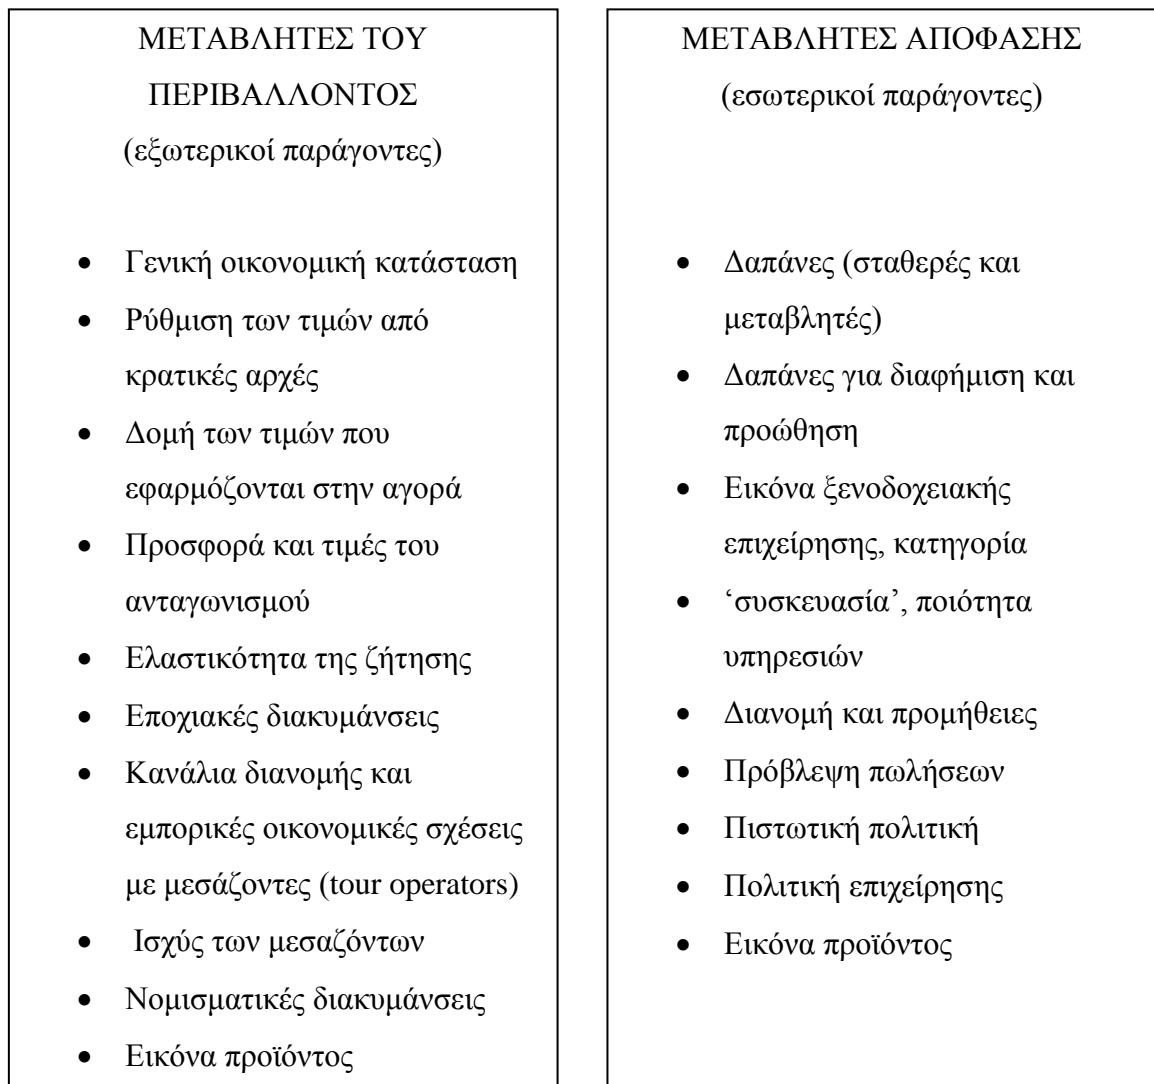 ΜΕΤΑΒΛΗΤΕΣ ΤΟΥ
ΠΕΡΙΒΑΛΛΟΝΤΟΣ
(εξωτερικοί παράγοντες)
• Γενική οικονομική κατάσταση
• Ρύθμιση των τιμών από
κρατικές αρχές
• Δομή των τιμών που
εφαρμόζονται στην αγορά
• Προσφορά και τιμές του
ανταγωνισμού
• Ελαστικότητα της ζήτησης
• Εποχιακές διακυμάνσεις
• Κανάλια διανομής και
εμπορικές οικονομικές σχέσεις
με μεσάζοντες (tour operators)
• Ισχύς των μεσαζόντων
• Νομισματικές διακυμάνσεις
• Εικόνα προϊόντος
ΜΕΤΑΒΛΗΤΕΣ ΑΠΟΦΑΣΗΣ
(εσωτερικοί παράγοντες)
• Δαπάνες (σταθερές και
μεταβλητές)
• Δαπάνες για διαφήμιση και
προώθηση
• Εικόνα ξενοδοχειακής
επιχείρησης, κατηγορία
• ‘συσκευασία’, ποιότητα
υπηρεσιών
• Διανομή και προμήθειες
• Πρόβλεψη πωλήσεων
• Πιστωτική πολιτική
• Πολιτική επιχείρησης
• Εικόνα προϊόντος